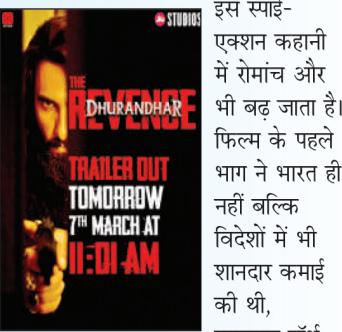 STUDIOS
THE
REVENGE
DHURANDHAR
TRAILER OUT
TOMORROW
7TH MARCH AT
11:01 AM
इस स्पाई-
एक्शन कहानी
में रोमांच और
भी बढ़ जाता है।
फिल्म के पहले
भाग ने भारत ही
नहीं बल्कि
विदेशों में भी
शानदार कमाई
की थी,